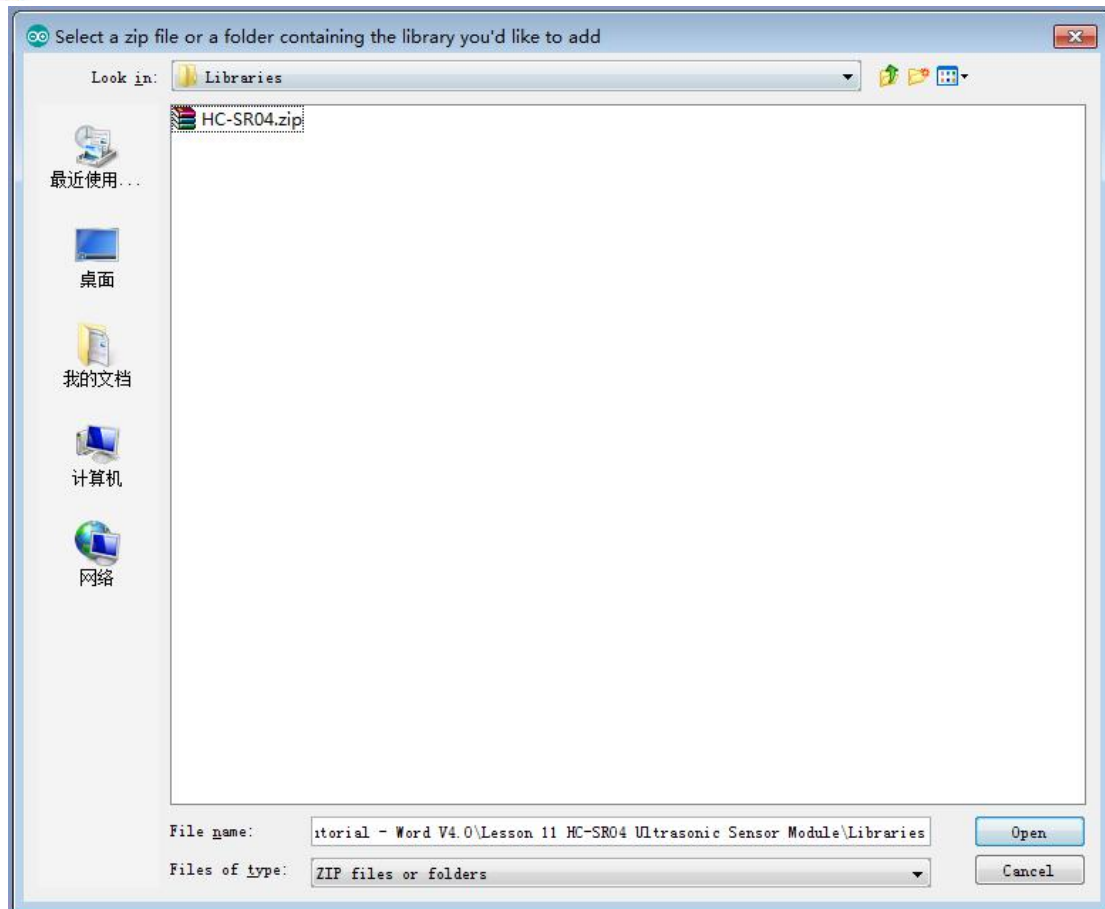 Select a zip file or a folder containing the library you'd like to add
Look in:
Libraries
HC-SR04.zip
最近使用...
桌面
我的文档
计算机
网络
File name:
itorial - Word V4.0\Lesson 11 HC-SR04 Ultrasonic Sensor Module\Libraries
Open
Files of type:
ZIP files or folders
Cancel